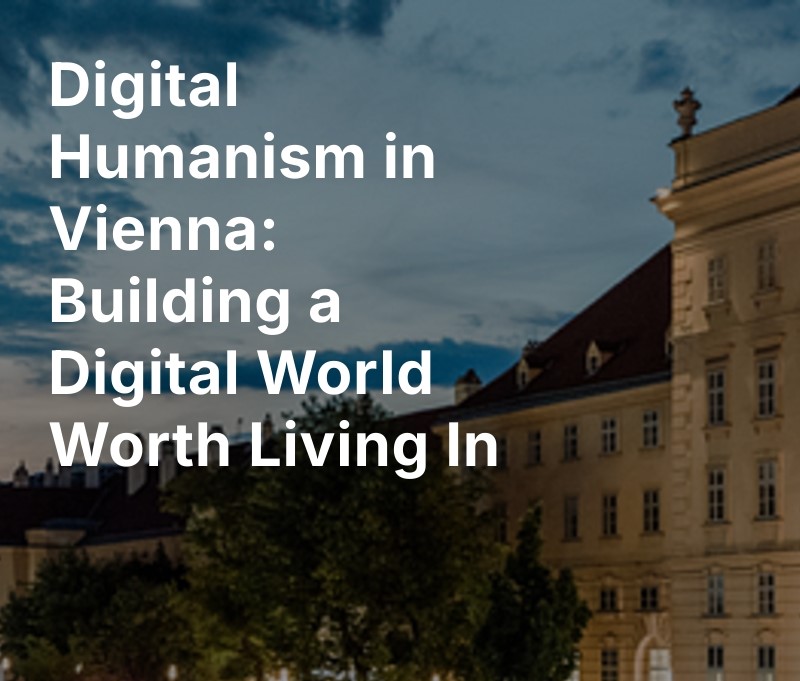 Digital
Humanism in
Vienna:
Building a
Digital World
Worth Living In